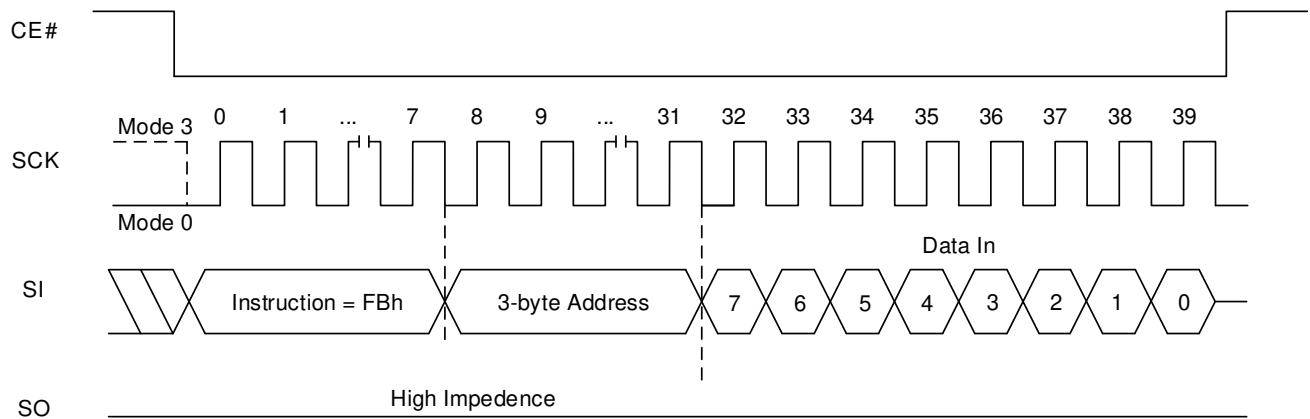 CE#
0 1 ... 7 8 9 ... 31 32 33 34 35 36 37 38 39
Mode 3
SCK
Mode 0
Data In
SI
Instruction = FBh
3-byte Address
7 6 5 4 3 2 1 0
High Impedence
SO